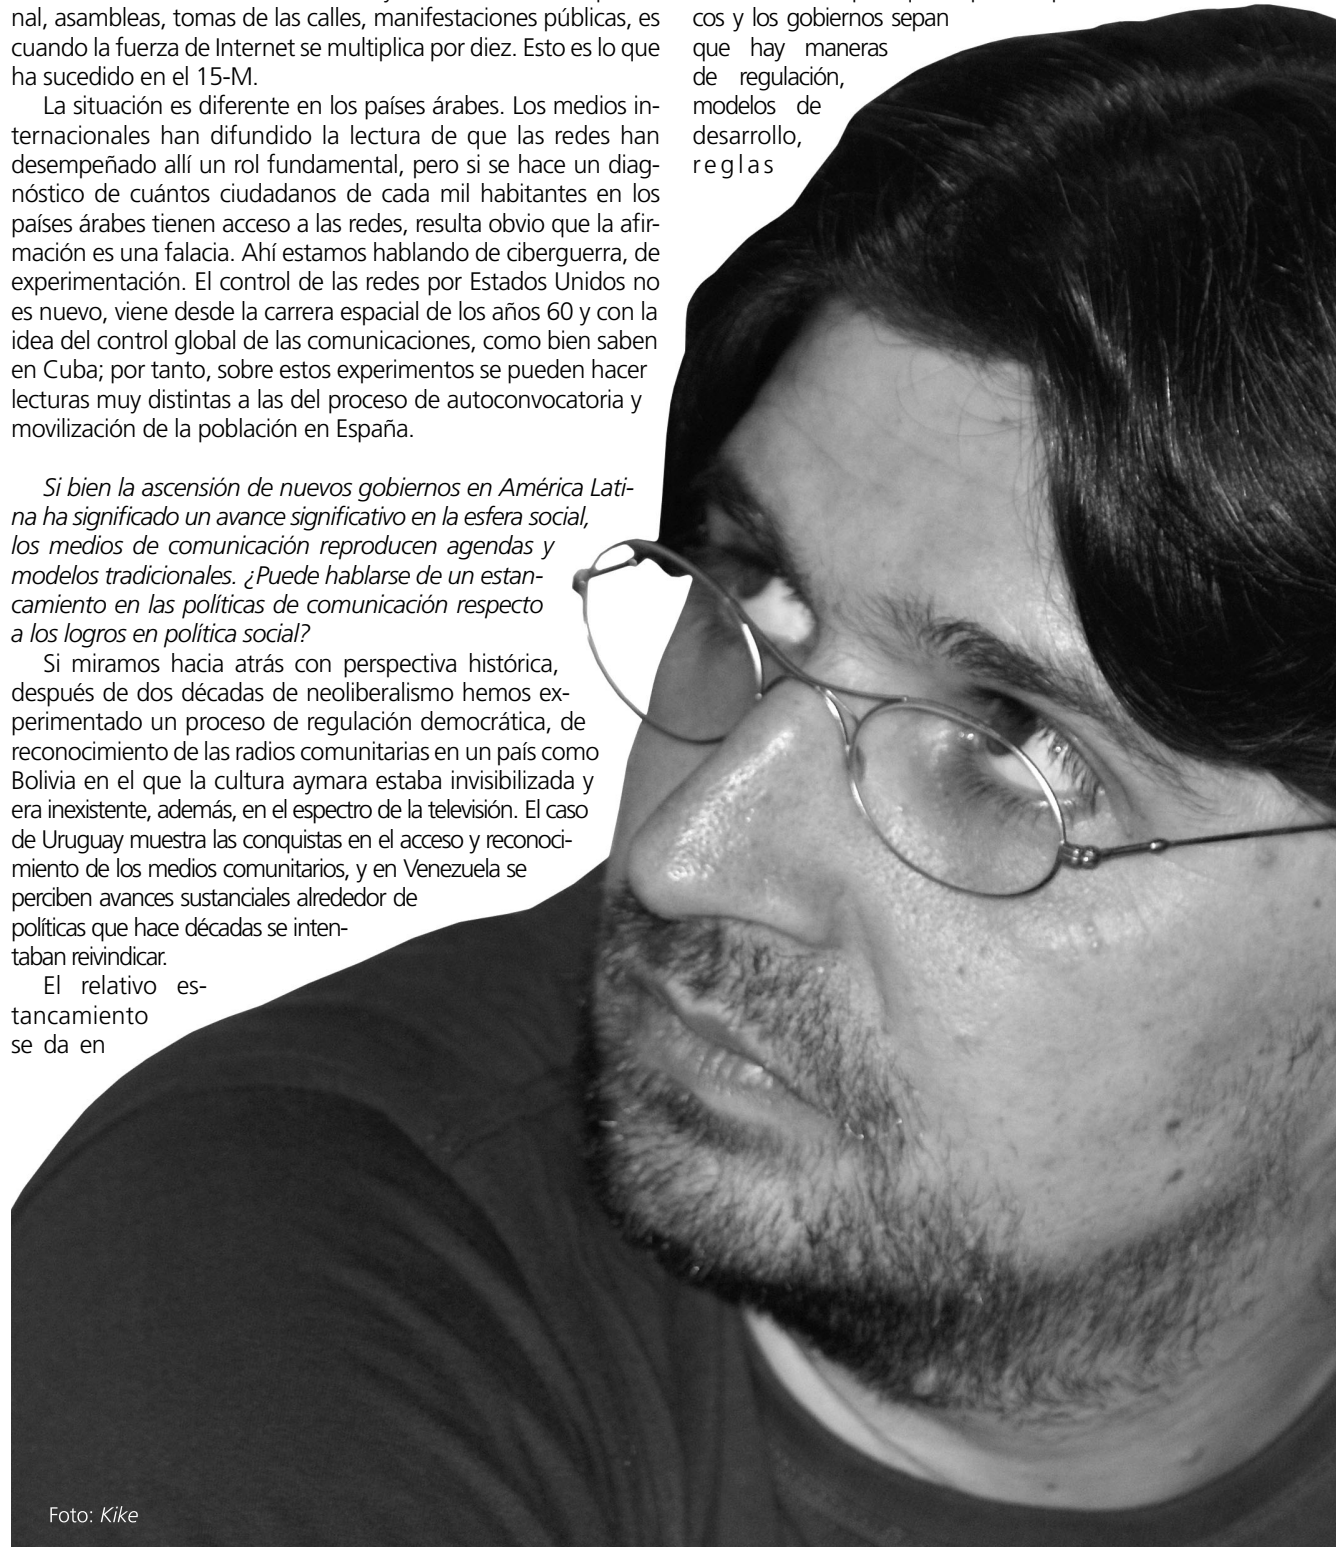 nal, asambleas, tomas de las calles, manifestaciones públicas, es
cuando la fuerza de Internet se multiplica por diez. Esto es lo que
ha sucedido en el 15-M.
La situación es diferente en los países árabes. Los medios in-
ternacionales han difundido la lectura de que las redes han
desempeñado allí un rol fundamental, pero si se hace un diag-
nóstico de cuántos ciudadanos de cada mil habitantes en los
países árabes tienen acceso a las redes, resulta obvio que la afir-
mación es una falacia. Ahí estamos hablando de ciberguerra, de
experimentación. El control de las redes por Estados Unidos no
es nuevo, viene desde la carrera espacial de los años 60 y con la
idea del control global de las comunicaciones, como bien saben
en Cuba; por tanto, sobre estos experimentos se pueden hacer
lecturas muy distintas a las del proceso de autoconvocatoria y
movilización de la población en España.
Si bien la ascensión de nuevos gobiernos en América Lati-
na ha significado un avance significativo en la esfera social,
los medios de comunicación reproducen agendas y
modelos tradicionales. ¿Puede hablarse de un estan-
camiento en las políticas de comunicación respecto
a los logros en política social?
Si miramos hacia atrás con perspectiva histórica,
después de dos décadas de neoliberalismo hemos ex-
perimentado un proceso de regulación democrática, de
reconocimiento de las radios comunitarias en un país como
Bolivia en el que la cultura aymara estaba invisibilizada y
era inexistente, además, en el espectro de la televisión. El caso
de Uruguay muestra las conquistas en el acceso y reconoci-
miento de los medios comunitarios, y en Venezuela se
perciben avances sustanciales alrededor de
políticas que hace décadas se inten-
taban reivindicar.
El relativo es-
tancamiento
se da en
cos y los gobiernos sepan
que hay maneras
de regulación,
modelos de
desarrollo,
reglas
Foto: Kike